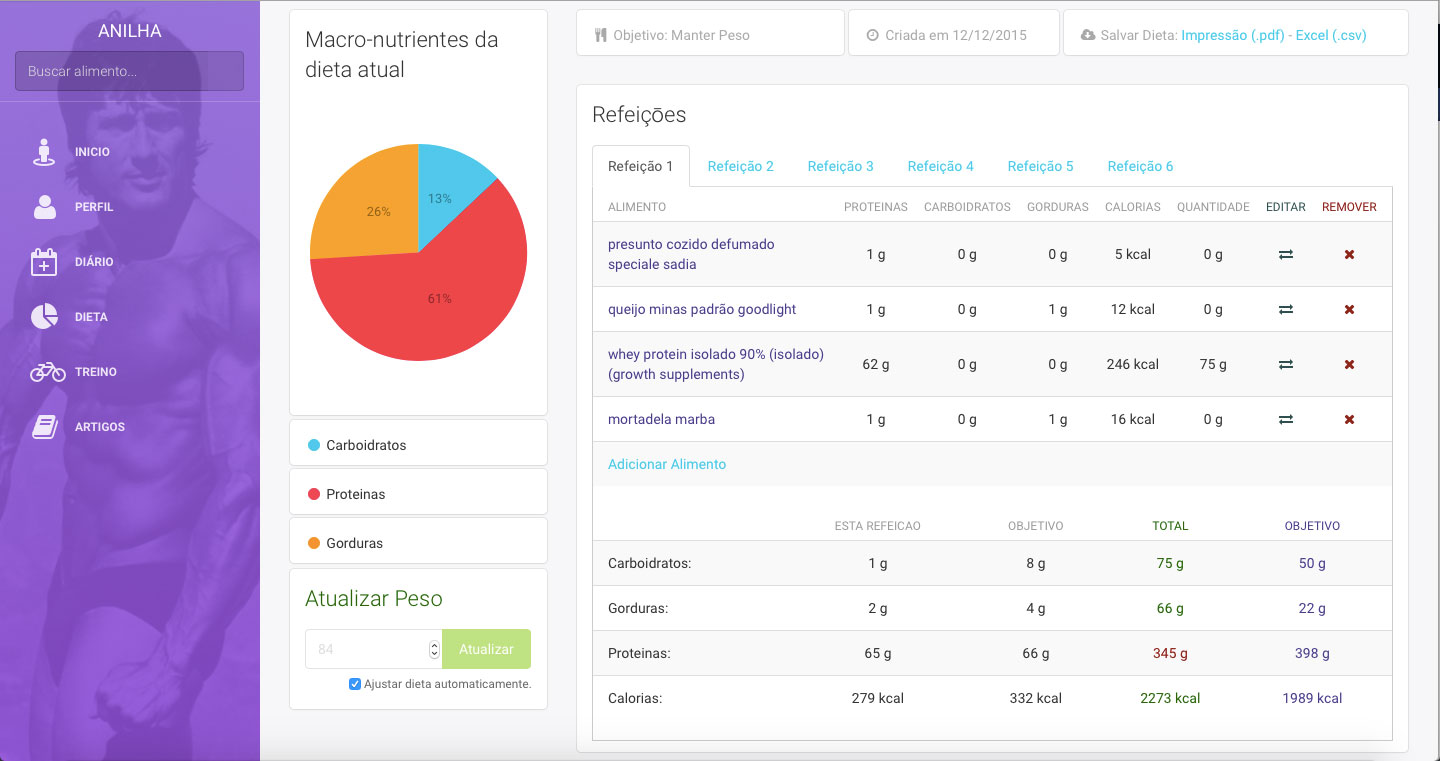 ANILHA
Buscar alimento...
INICIO
PERFIL
DIÁRIO
DIETA
TREINO
ARTIGOS
Macro-nutrientes da
dieta atual
13%
26%
61%
Carboidratos
Proteinas
Gorduras
Atualizar Peso
84 Atualizar
Ajustar dieta automaticamente.
Objetivo: Manter Peso
Criada em 12/12/2015
Salvar Dieta: Impressão (.pdf) - Excel (.csv)
Refeições
Refeição 1 Refeição 2 Refeição 3 Refeição 4 Refeição 5 Refeição 6
ALIMENTO PROTEINAS CARBOIDRATOS GORDURAS CALORIAS QUANTIDADE EDITAR REMOVER
presunto cozido defumado
speciale sadia 1 g 0 g 0 g 5 kcal 0 g
queijo minas padrão goodlight 1 g 0 g 1 g 12 kcal 0 g
whey protein isolado 90% (isolado)
(growth supplements) 62 g 0 g 0 g 246 kcal 75 g
mortadela marba 1 g 0 g 1 g 16 kcal 0 g
Adicionar Alimento
ESTA REFEICAO OBJETIVO TOTAL OBJETIVO
Carboidratos: 1 g 8 g 75 g 50 g
Gorduras: 2 g 4 g 66 g 22 g
Proteinas: 65 g 66 g 345 g 398 g
Calorias: 279 kcal 332 kcal 2273 kcal 1989 kcal